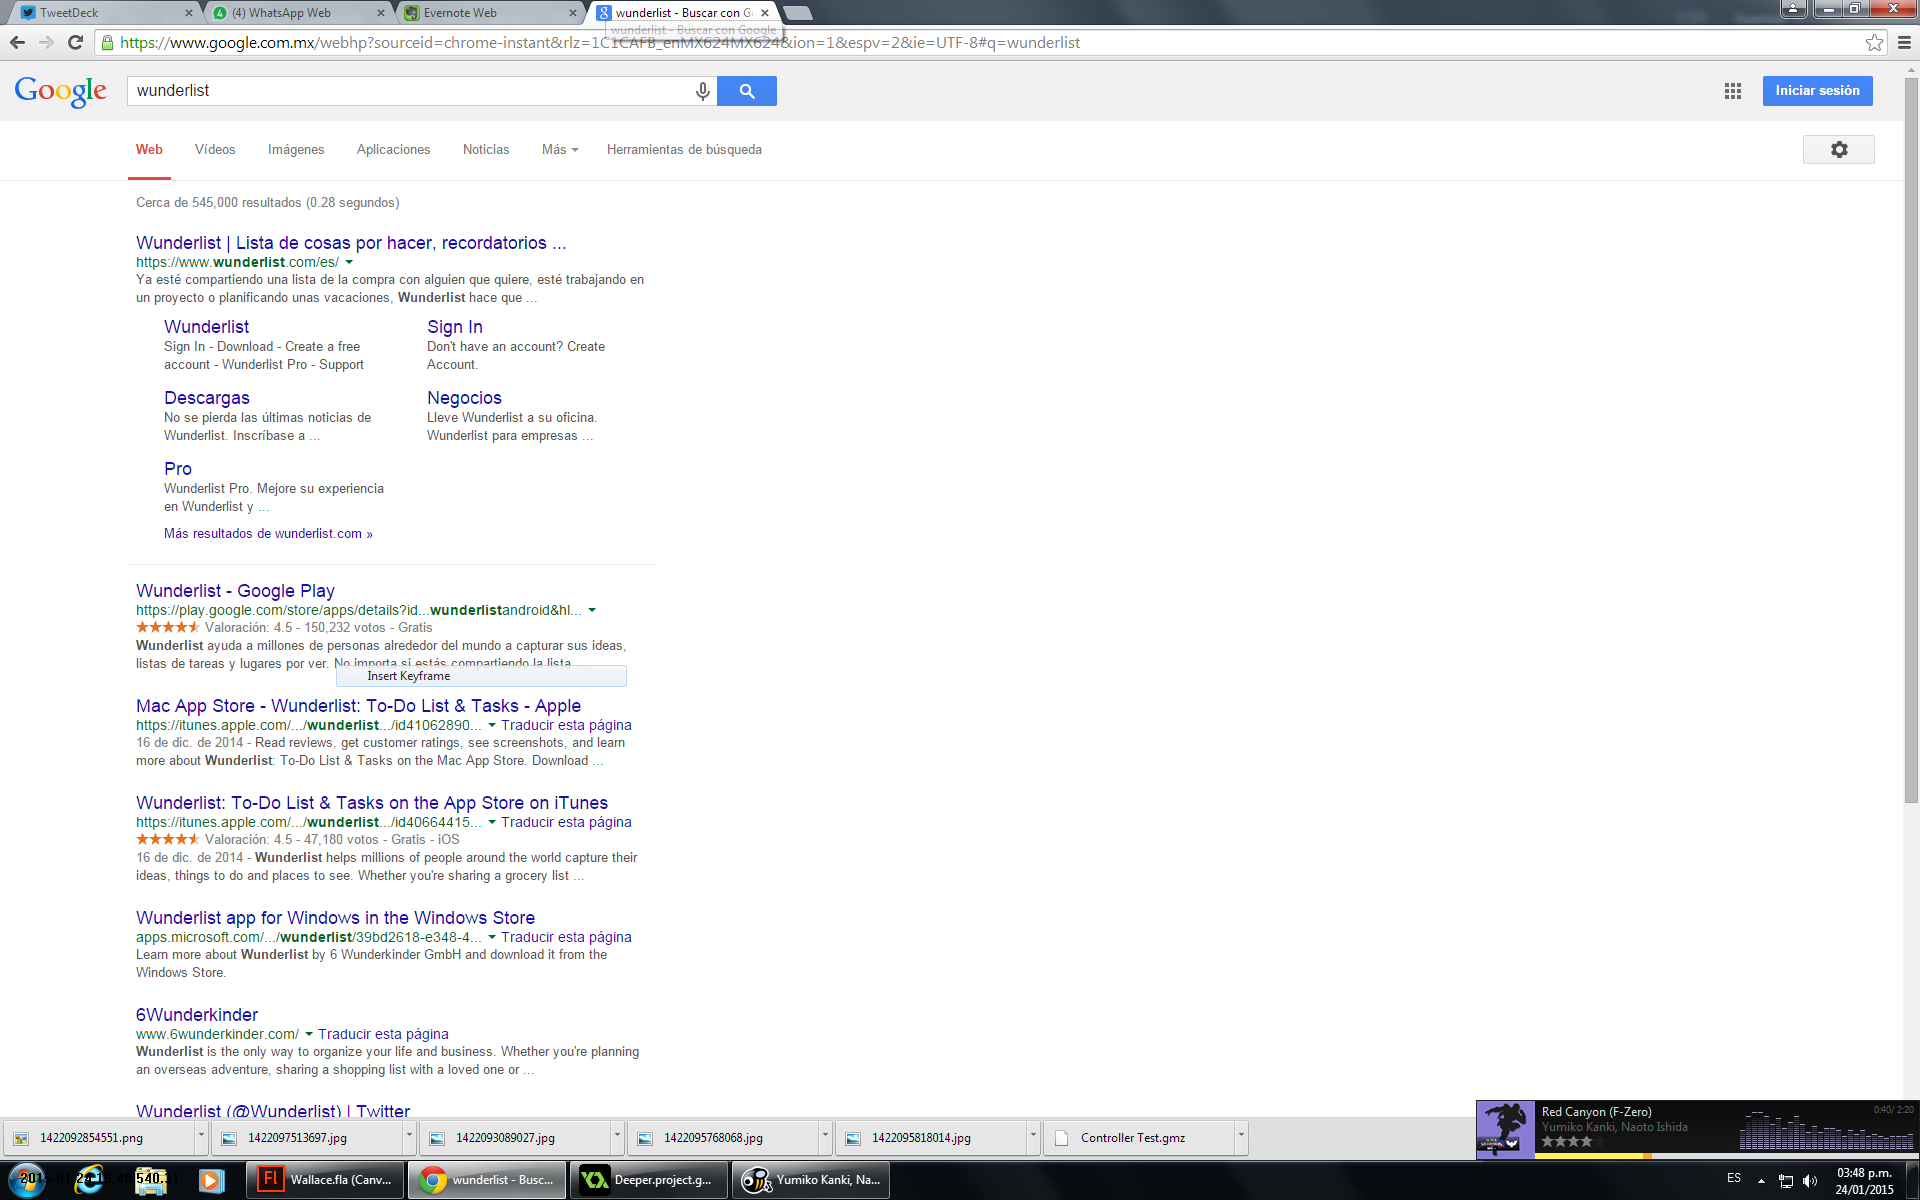 TweetDeck
(4) WhatsApp Web
Evernote Web
wunderlist - Buscar con G
wunderlist - Buscar con Google
https://www.google.com.mx/webhp?sourceid=chrome-instant&rlz=1C1CAFB_enMX624MX624&ion=1&espv=2&ie=UTF-8#q=wunderlist
Google
wunderlist
Iniciar sesión
Web
Vídeos
Imágenes
Aplicaciones
Noticias
Más
Herramientas de búsqueda
Cerca de 545,000 resultados (0.28 segundos)
Wunderlist | Lista de cosas por hacer, recordatorios ...
https://www.wunderlist.com/es/
Ya esté compartiendo una lista de la compra con alguien que quiere, esté trabajando en
un proyecto o planificando unas vacaciones, Wunderlist hace que ...
Wunderlist
Sign In - Download - Create a free
account - Wunderlist Pro - Support
Sign In
Don't have an account? Create
Account.
Descargas
No se pierda las últimas noticias de
Wunderlist. Inscríbase a ...
Negocios
Lleve Wunderlist a su oficina.
Wunderlist para empresas ...
Pro
Wunderlist Pro. Mejore su experiencia
en Wunderlist y ...
Más resultados de wunderlist.com »
Wunderlist - Google Play
https://play.google.com/store/apps/details?id...wunderlistandroid&hl...
Valoración: 4.5 - 150,232 votos - Gratis
Wunderlist ayuda a millones de personas alrededor del mundo a capturar sus ideas,
listas de tareas y lugares por ver. No importa si estás compartiendo la lista
Insert Keyframe
Mac App Store - Wunderlist: To-Do List & Tasks - Apple
https://itunes.apple.com/.../wunderlist.../id41062890... Traducir esta página
16 de dic. de 2014 - Read reviews, get customer ratings, see screenshots, and learn
more about Wunderlist: To-Do List & Tasks on the Mac App Store. Download ...
Wunderlist: To-Do List & Tasks on the App Store on iTunes
https://itunes.apple.com/.../wunderlist.../id40664415... Traducir esta página
Valoración: 4.5 - 47,180 votos - Gratis - iOS
16 de dic. de 2014 - Wunderlist helps millions of people around the world capture their
ideas, things to do and places to see. Whether you're sharing a grocery list ...
Wunderlist app for Windows in the Windows Store
apps.microsoft.com/.../wunderlist/39bd2618-e348-4... Traducir esta página
Learn more about Wunderlist by 6 Wunderkinder GmbH and download it from the
Windows Store.
6Wunderkinder
www.6wunderkinder.com/ Traducir esta página
Wunderlist is the only way to organize your life and business. Whether you're planning
an overseas adventure, sharing a shopping list with a loved one or ...
Wunderlist (@Wunderlist) | Twitter
1422092854551.png
1422097513697.jpg
1422093089027.jpg
1422095768068.jpg
1422095818014.jpg
Controller Test.gmz
Red Canyon (F-Zero)
Yumiko Kanki, Naoto Ishida
0:40/ 2:20
Wallace.fla (Canv...
wunderlist - Busc...
Deeper.project.g...
Yumiko Kanki, Na...
ES
03:48 p.m.
24/01/2015